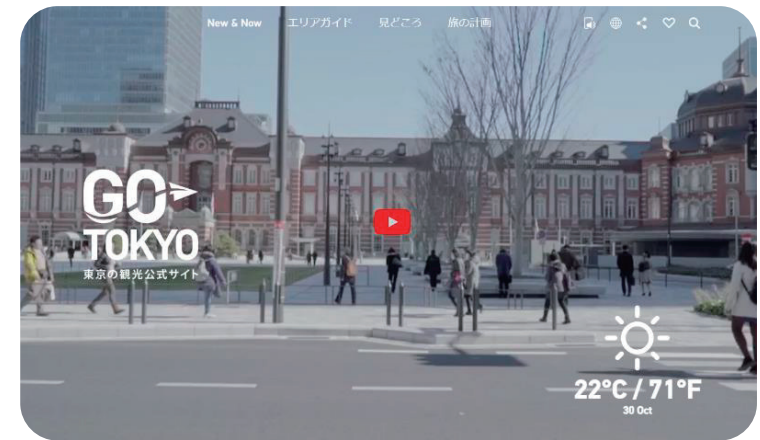 New & Now エリアガイド 見どころ 旅の計画
GO
TOKYO
東京の観光公式サイト
22°C / 71°F
30 Oct